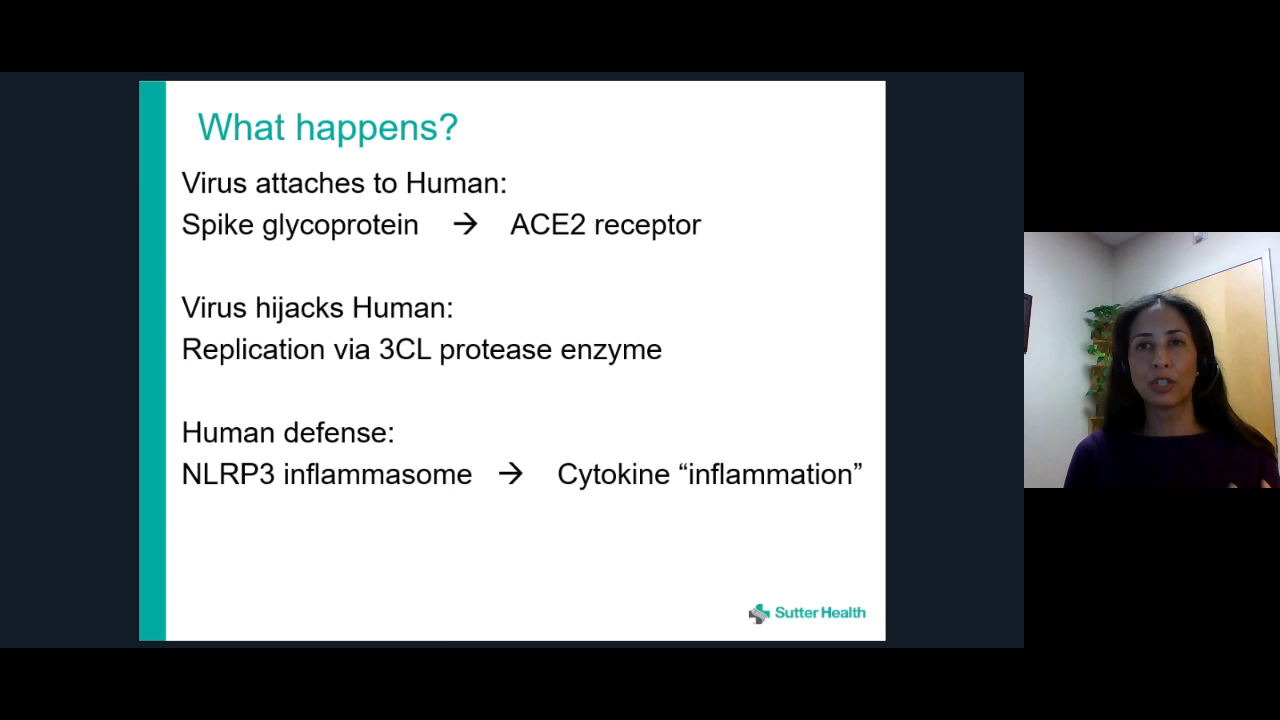 What happens?
Virus attaches to Human:
Spike glycoprotein → ACE2 receptor
Virus hijacks Human:
Replication via 3CL protease enzyme
Human defense:
NLRP3 inflammasome → Cytokine “inflammation”
Sutter Health